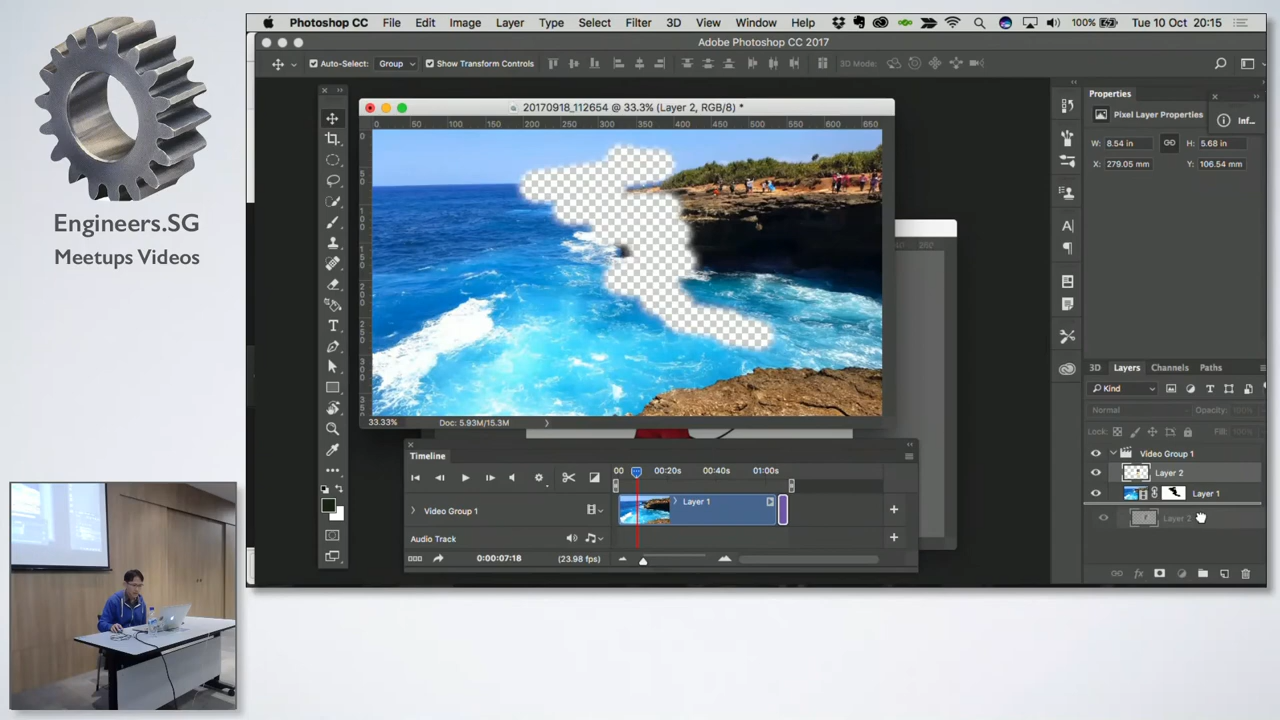 Photoshop CC File Edit Image Layer Type Select Filter 3D View Window Help 100% Tue 10 Oct 20:15
Adobe Photoshop CC 2017
Auto-Select: Group Show Transform Controls 3D Mode:
20170918_112654 @ 33.3% (Layer 2, RGB/8) *
0 50 100 150 200 250 300 350 400 450 500 550 600 650
Properties
Pixel Layer Properties
Inf...
W: 8.54 in H: 5.68 in
X: 279.05 mm Y: 106.54 mm
Engineers.SG
Meetups Videos
33.33% Doc: 5.93M/15.3M
3D Layers Channels Paths
Kind
Normal Opacity: 100%
Lock: Fill:
Video Group 1
Layer 2
Layer 1
Layer 2
Timeline
00 00:20s 00:40s 01:00s
Video Group 1
Layer 1
Audio Track
0:00:07:18 (23.98 fps)